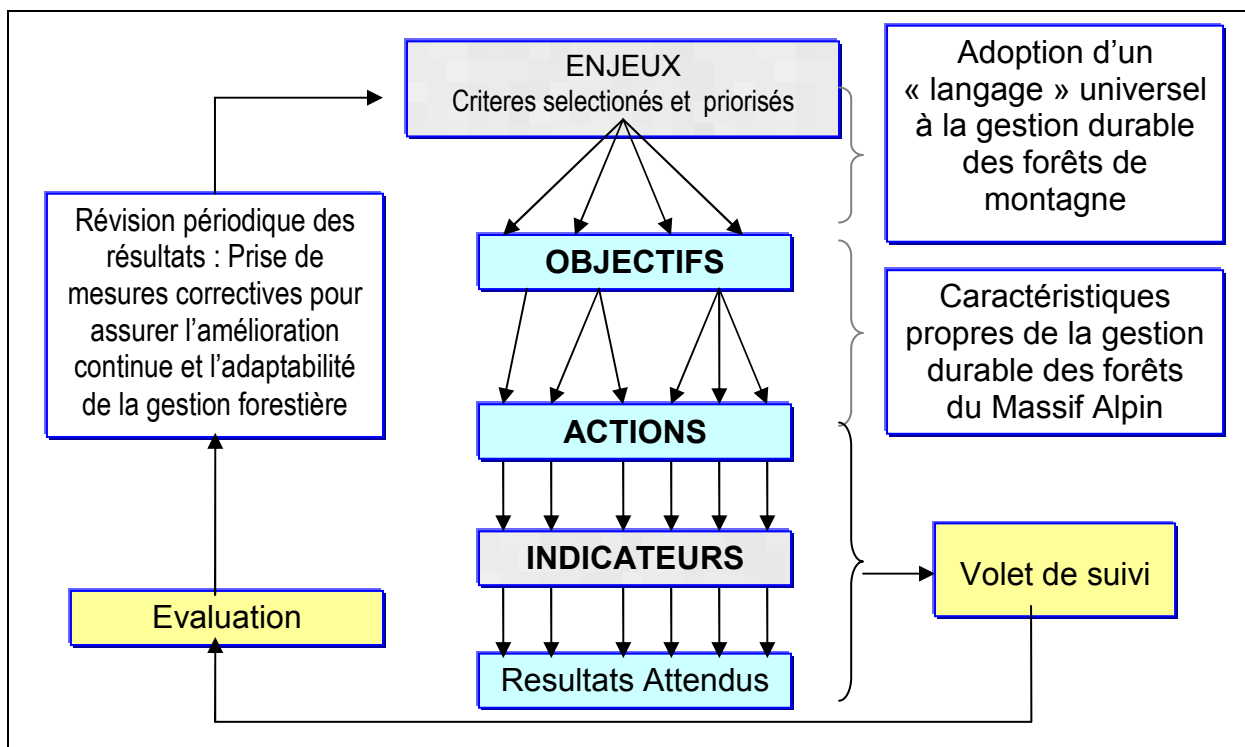 ENJEUX
Criteres selectionés et priorisés
Adoption d'un
« langage » universel
à la gestion durable
des forêts de
montagne
Révision périodique des
résultats : Prise de
mesures correctives pour
assurer l'amélioration
continue et l'adaptabilité
de la gestion forestière
OBJECTIFS
Caractéristiques
propres de la gestion
durable des forêts
du Massif Alpin
ACTIONS
INDICATEURS
Volet de suivi
Evaluation
Resultats Attendus